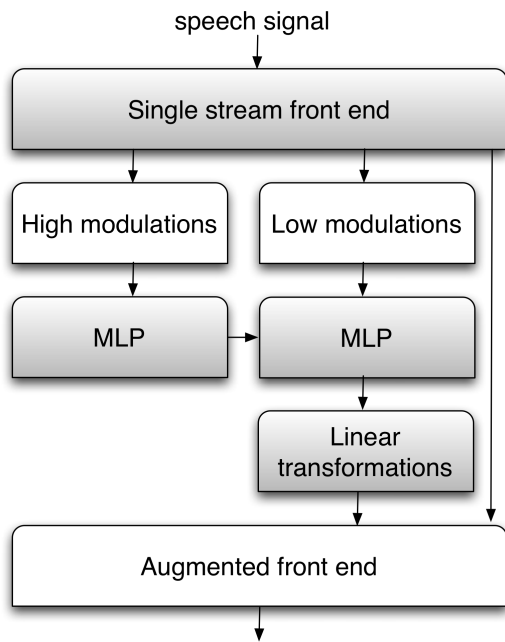 speech signal
Single stream front end
High modulations
Low modulations
MLP
MLP
Linear
transformations
Augmented front end